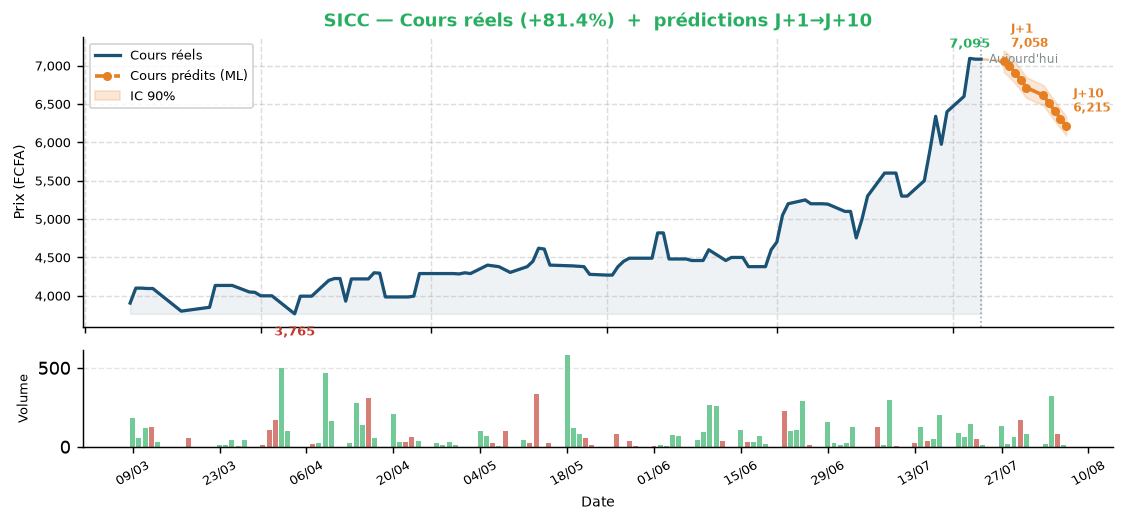 SICC — Cours réels (+81.4%)  +  prédictions J+1→J+10
Cours réels
Cours prédits (ML)
IC 90%
7,095
J+1
7,058
Aujourd'hui
J+10
6,215
3,765
Prix (FCFA)
7,000
6,500
6,000
5,500
5,000
4,500
4,000
Volume
500
0
09/03
23/03
06/04
20/04
04/05
18/05
01/06
15/06
29/06
13/07
27/07
10/08
Date